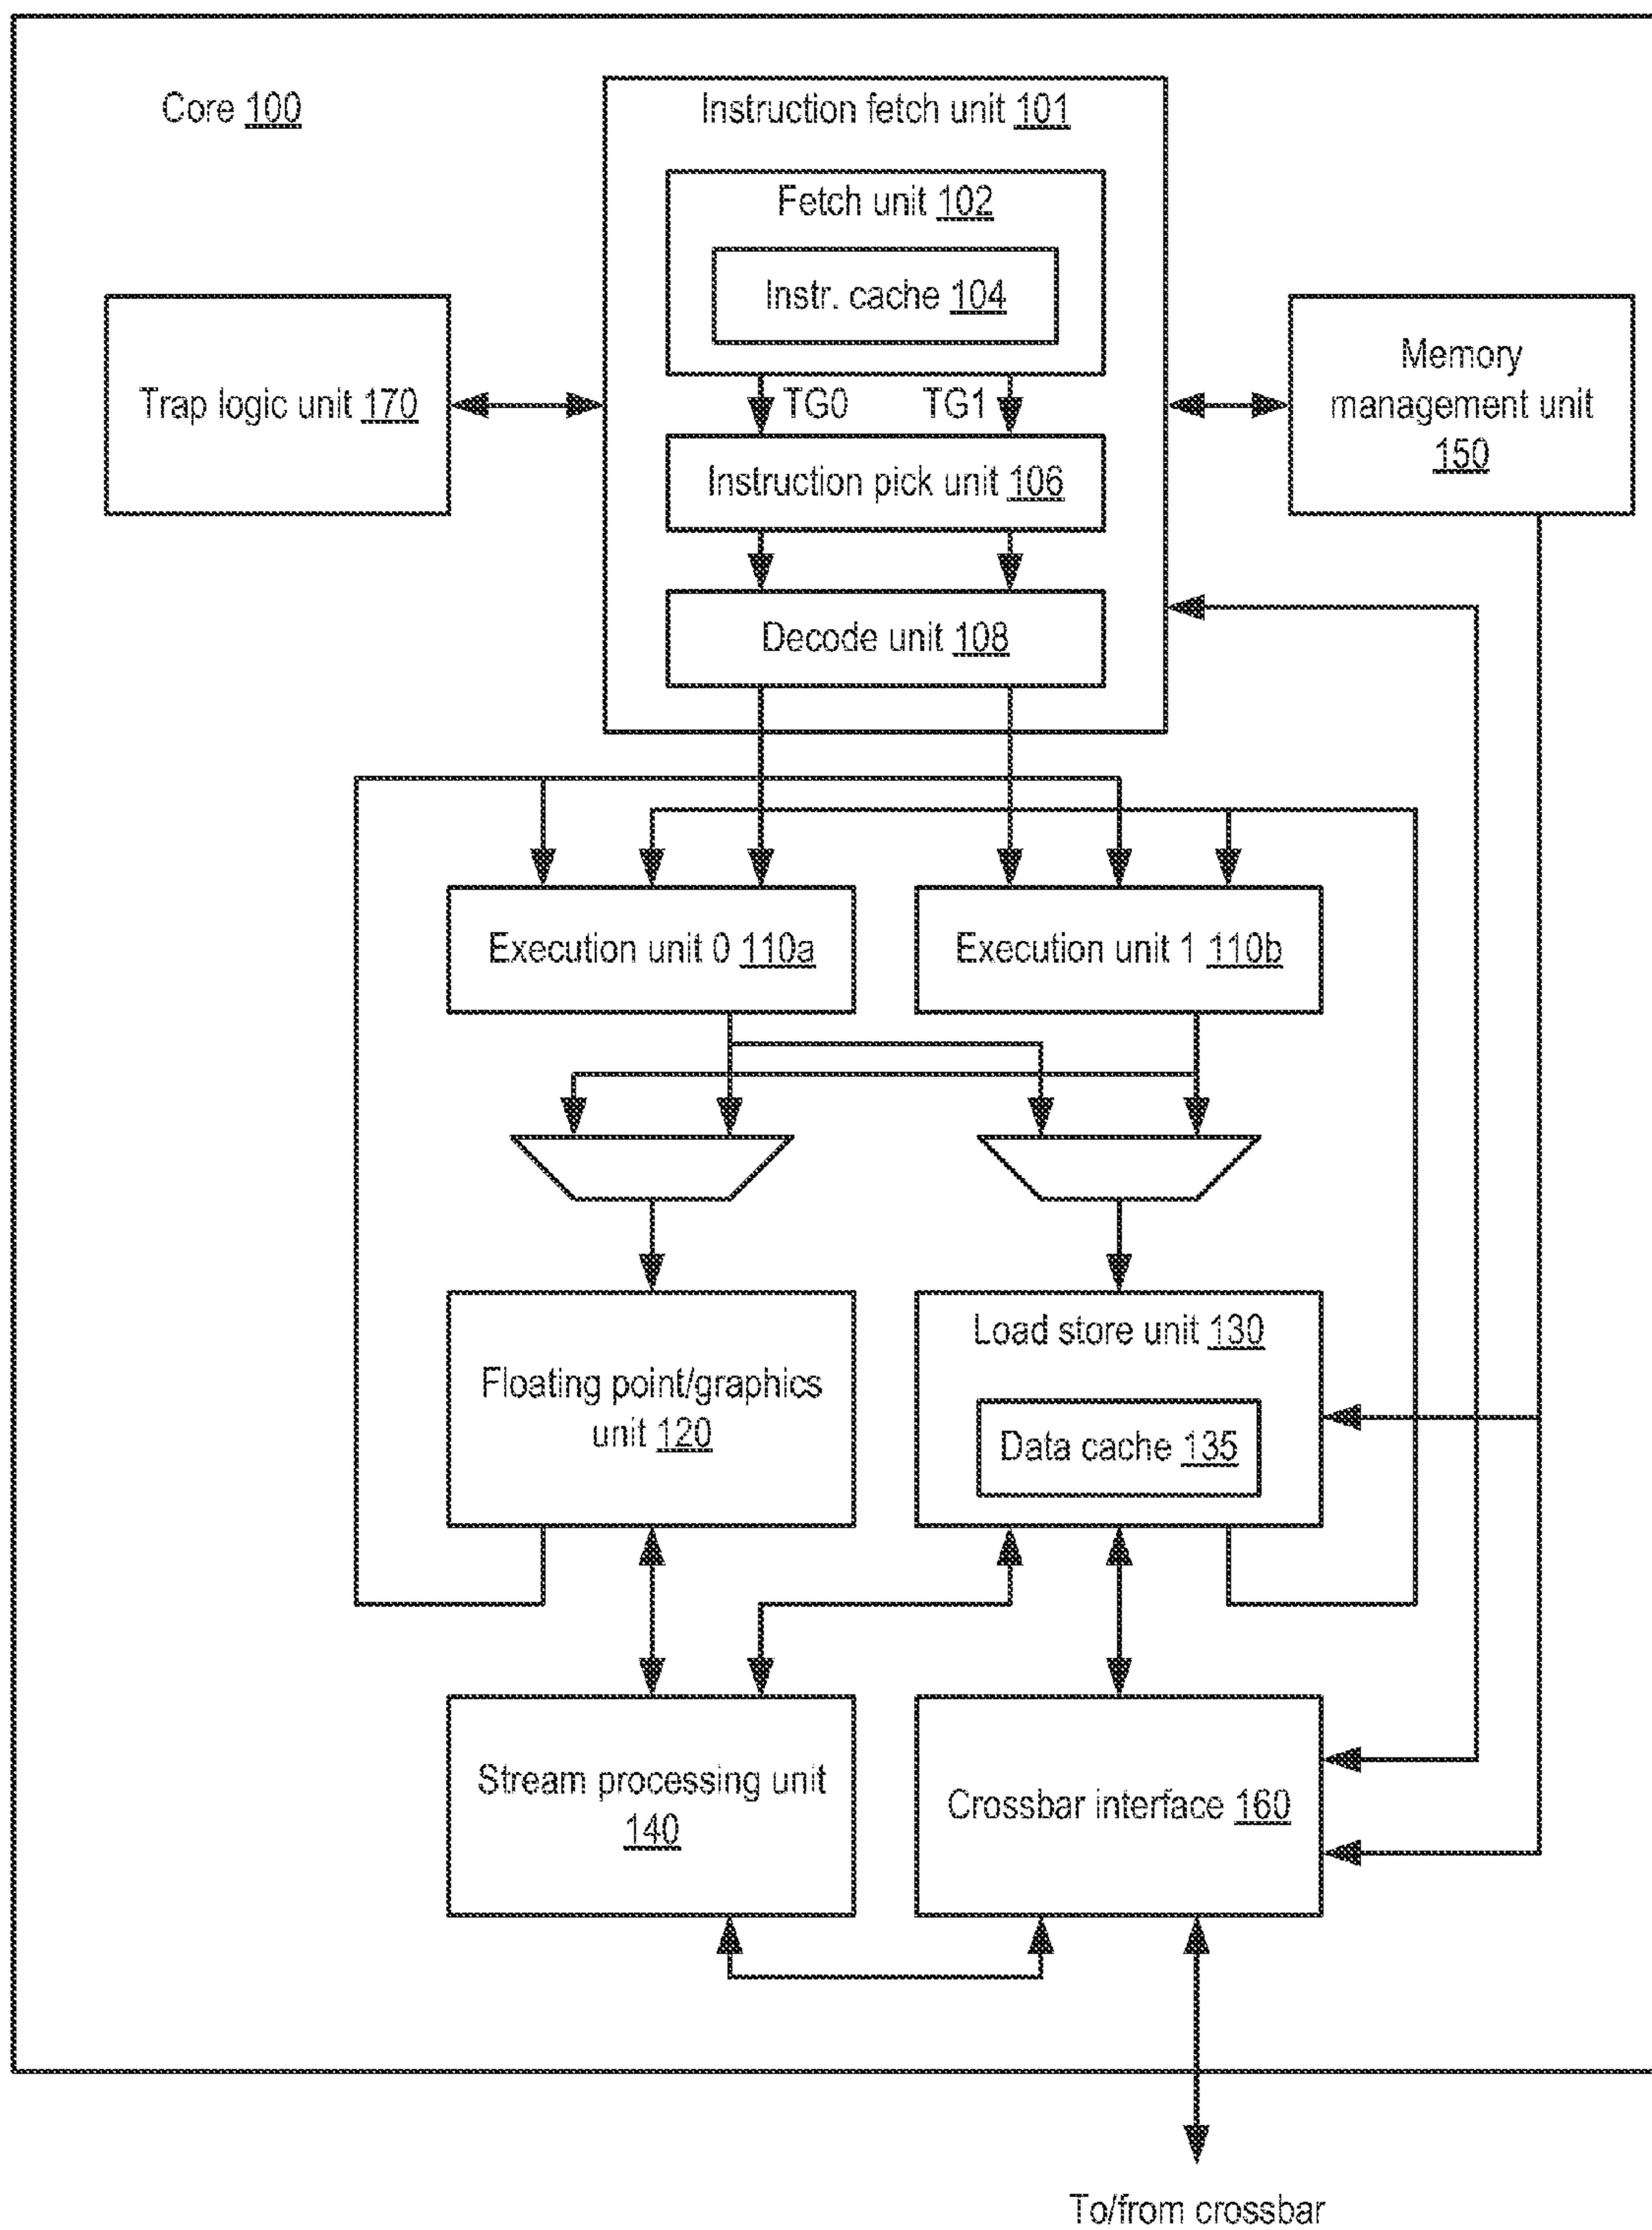 Core 100
Instruction fetch unit 101
Fetch unit 102
Instr. cache 104
TG0 TG1
Trap logic unit 170
Memory
management unit
150
Instruction pick unit 106
Decode unit 108
Execution unit 0 110a
Execution unit 1 110b
Floating point/graphics
unit 120
Load store unit 130
Data cache 135
Stream processing unit
140
Crossbar interface 160
To/from crossbar